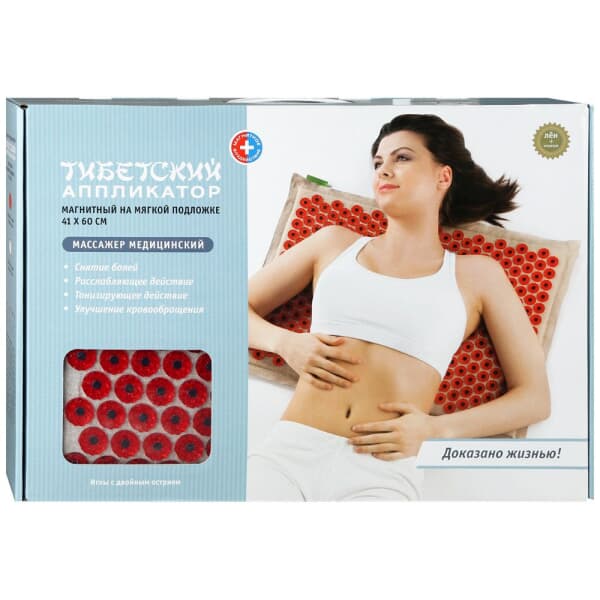 ТИБЕТСКИЙ
АППЛИКАТОР
МАГНИТНЫЙ НА МЯГКОЙ ПОДЛОЖКЕ
41 X 60 СМ
МАССАЖЕР МЕДИЦИНСКИЙ
• Снятие болей
• Расслабляющее действие
• Тонизирующее действие
• Улучшение кровообращения
Иглы с двойным острием
лён
Доказано жизнью!